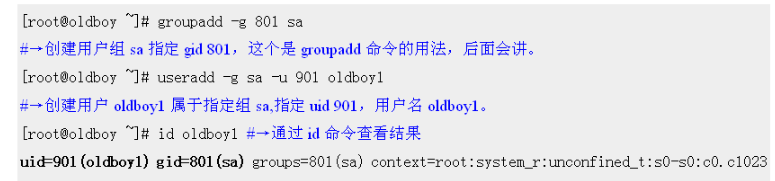 [root@oldboy ~]# groupadd -g 801 sa
#→创建用户组 sa 指定 gid 801，这个是 groupadd 命令的用法，后面会讲。
[root@oldboy ~]# useradd -g sa -u 901 oldboy1
#→创建用户 oldboy1 属于指定组 sa,指定 uid 901，用户名 oldboy1。
[root@oldboy ~]# id oldboy1 #→通过 id 命令查看结果
uid=901(oldboy1) gid=801(sa) groups=801(sa) context=root:system_r:unconfined_t:s0-s0:c0.c1023